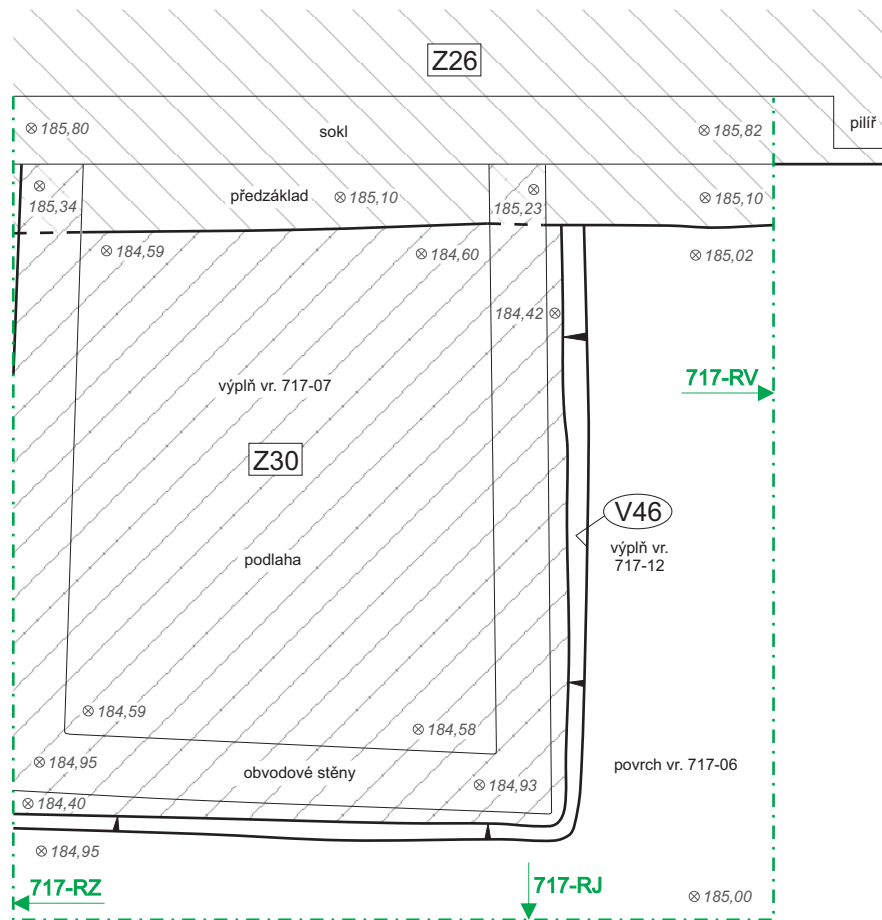 Z26
pilíř
185,80
sokl
185,82
185,34
předzáklad
185,10
185,23
185,10
184,59
184,60
185,02
184,42
717-RV
výplň vr. 717-07
Z30
V46
výplň vr.
717-12
podlaha
184,59
184,58
184,95
obvodové stěny
184,93
povrch vr. 717-06
184,40
184,95
717-RZ
717-RJ
185,00